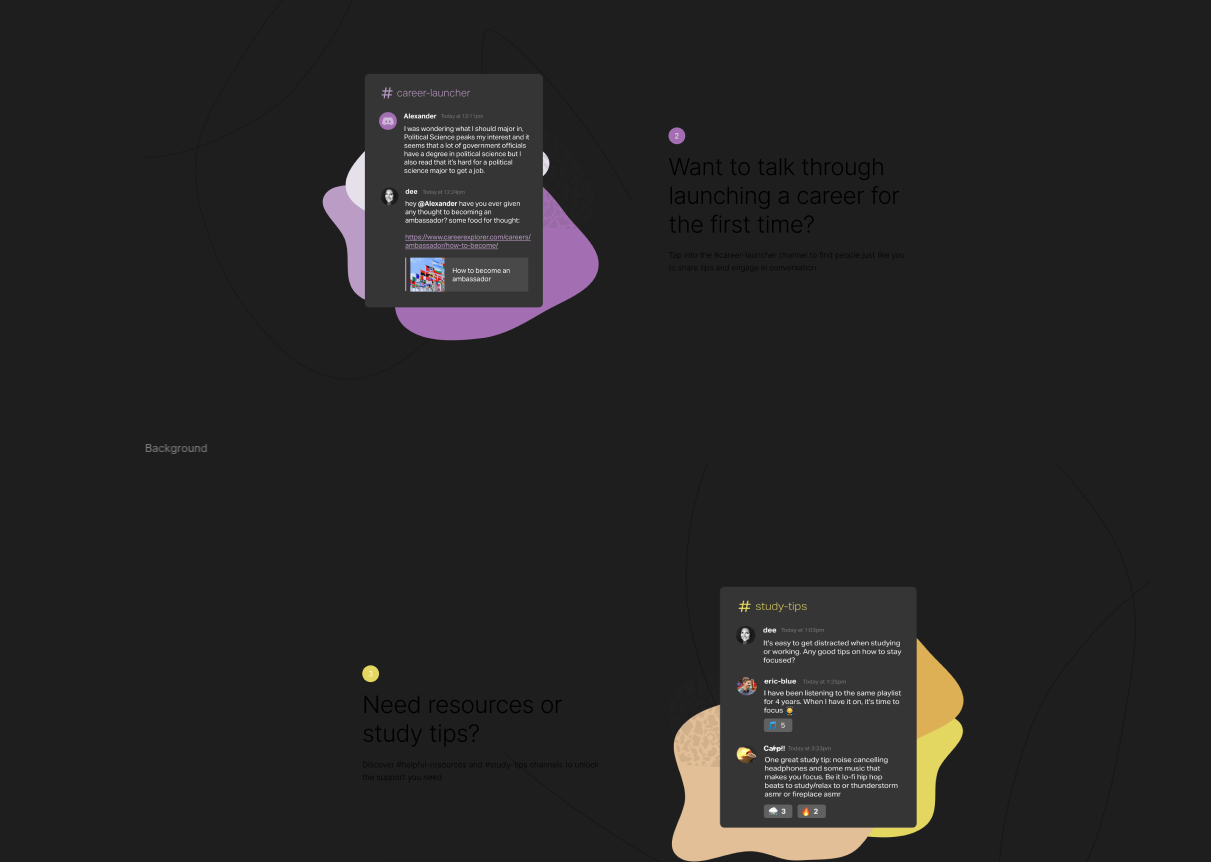 # career-launcher
Alexander Today at 12:11pm
I was wondering what I should major in,
Political Science peaks my interest and it
seems that a lot of government officials
have a degree in political science but I
also read that it's hard for a political
science major to get a job.
dee Today at 12:24pm
hey @Alexander have you ever given
any thought to becoming an
ambassador? some food for thought:
https://www.careerexplorer.com/careers/
ambassador/how-to-become/
How to become an
ambassador
2
Want to talk through
launching a career for
the first time?
Tap into the #career-launcher channel to find people just like you
to share tips and engage in conversation
Background
3
Need resources or
study tips?
Discover #helpful-resources and #study-tips channels to unlock
the support you need
# study-tips
dee Today at 1:03pm
It's easy to get distracted when studying
or working. Any good tips on how to stay
focused?
eric-blue Today at 1:25pm
I have been listening to the same playlist
for 4 years. When I have it on, it's time to
focus
5
Carp!! Today at 3:33pm
One great study tip: noise cancelling
headphones and some music that
makes you focus. Be it lo-fi hip hop
beats to study/relax to or thunderstorm
asmr or fireplace asmr
3 2